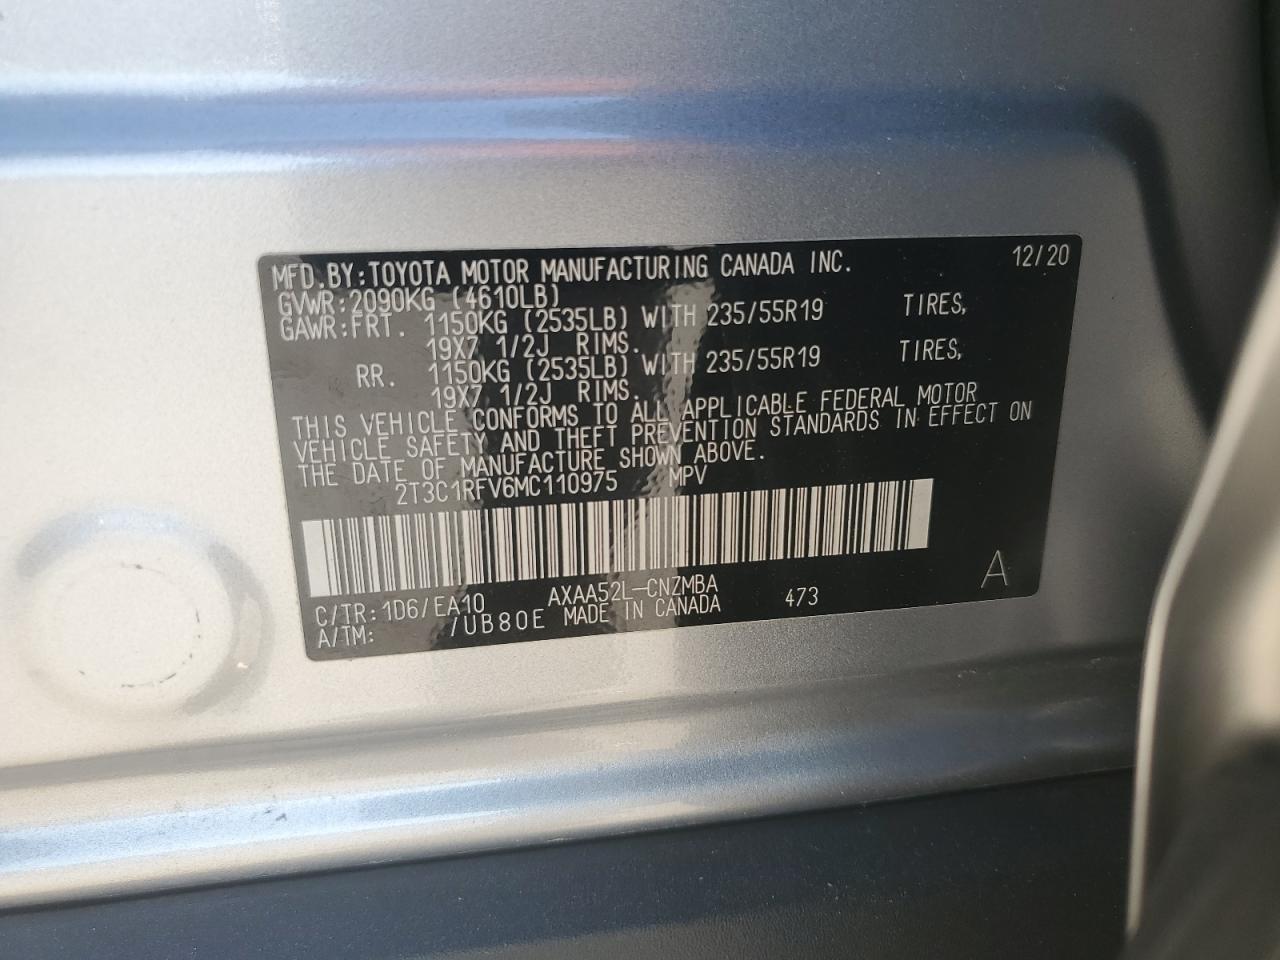 MFD.BY:TOYOTA MOTOR MANUFACTURING CANADA INC. 12/20
GVWR:2090KG (4610LB)
GAWR:FRT. 1150KG (2535LB) WITH 235/55R19 TIRES,
19X7 1/2J RIMS.
RR. 1150KG (2535LB) WITH 235/55R19 TIRES,
19X7 1/2J RIMS.
THIS VEHICLE CONFORMS TO ALL APPLICABLE FEDERAL MOTOR
VEHICLE SAFETY AND THEFT PREVENTION STANDARDS IN EFFECT ON
THE DATE OF MANUFACTURE SHOWN ABOVE.
2T3C1RFV6MC110975 MPV
C/TR:1D6/EA10 AXAA52L-CNZMBA 473 A
A/TM: /UB80E MADE IN CANADA